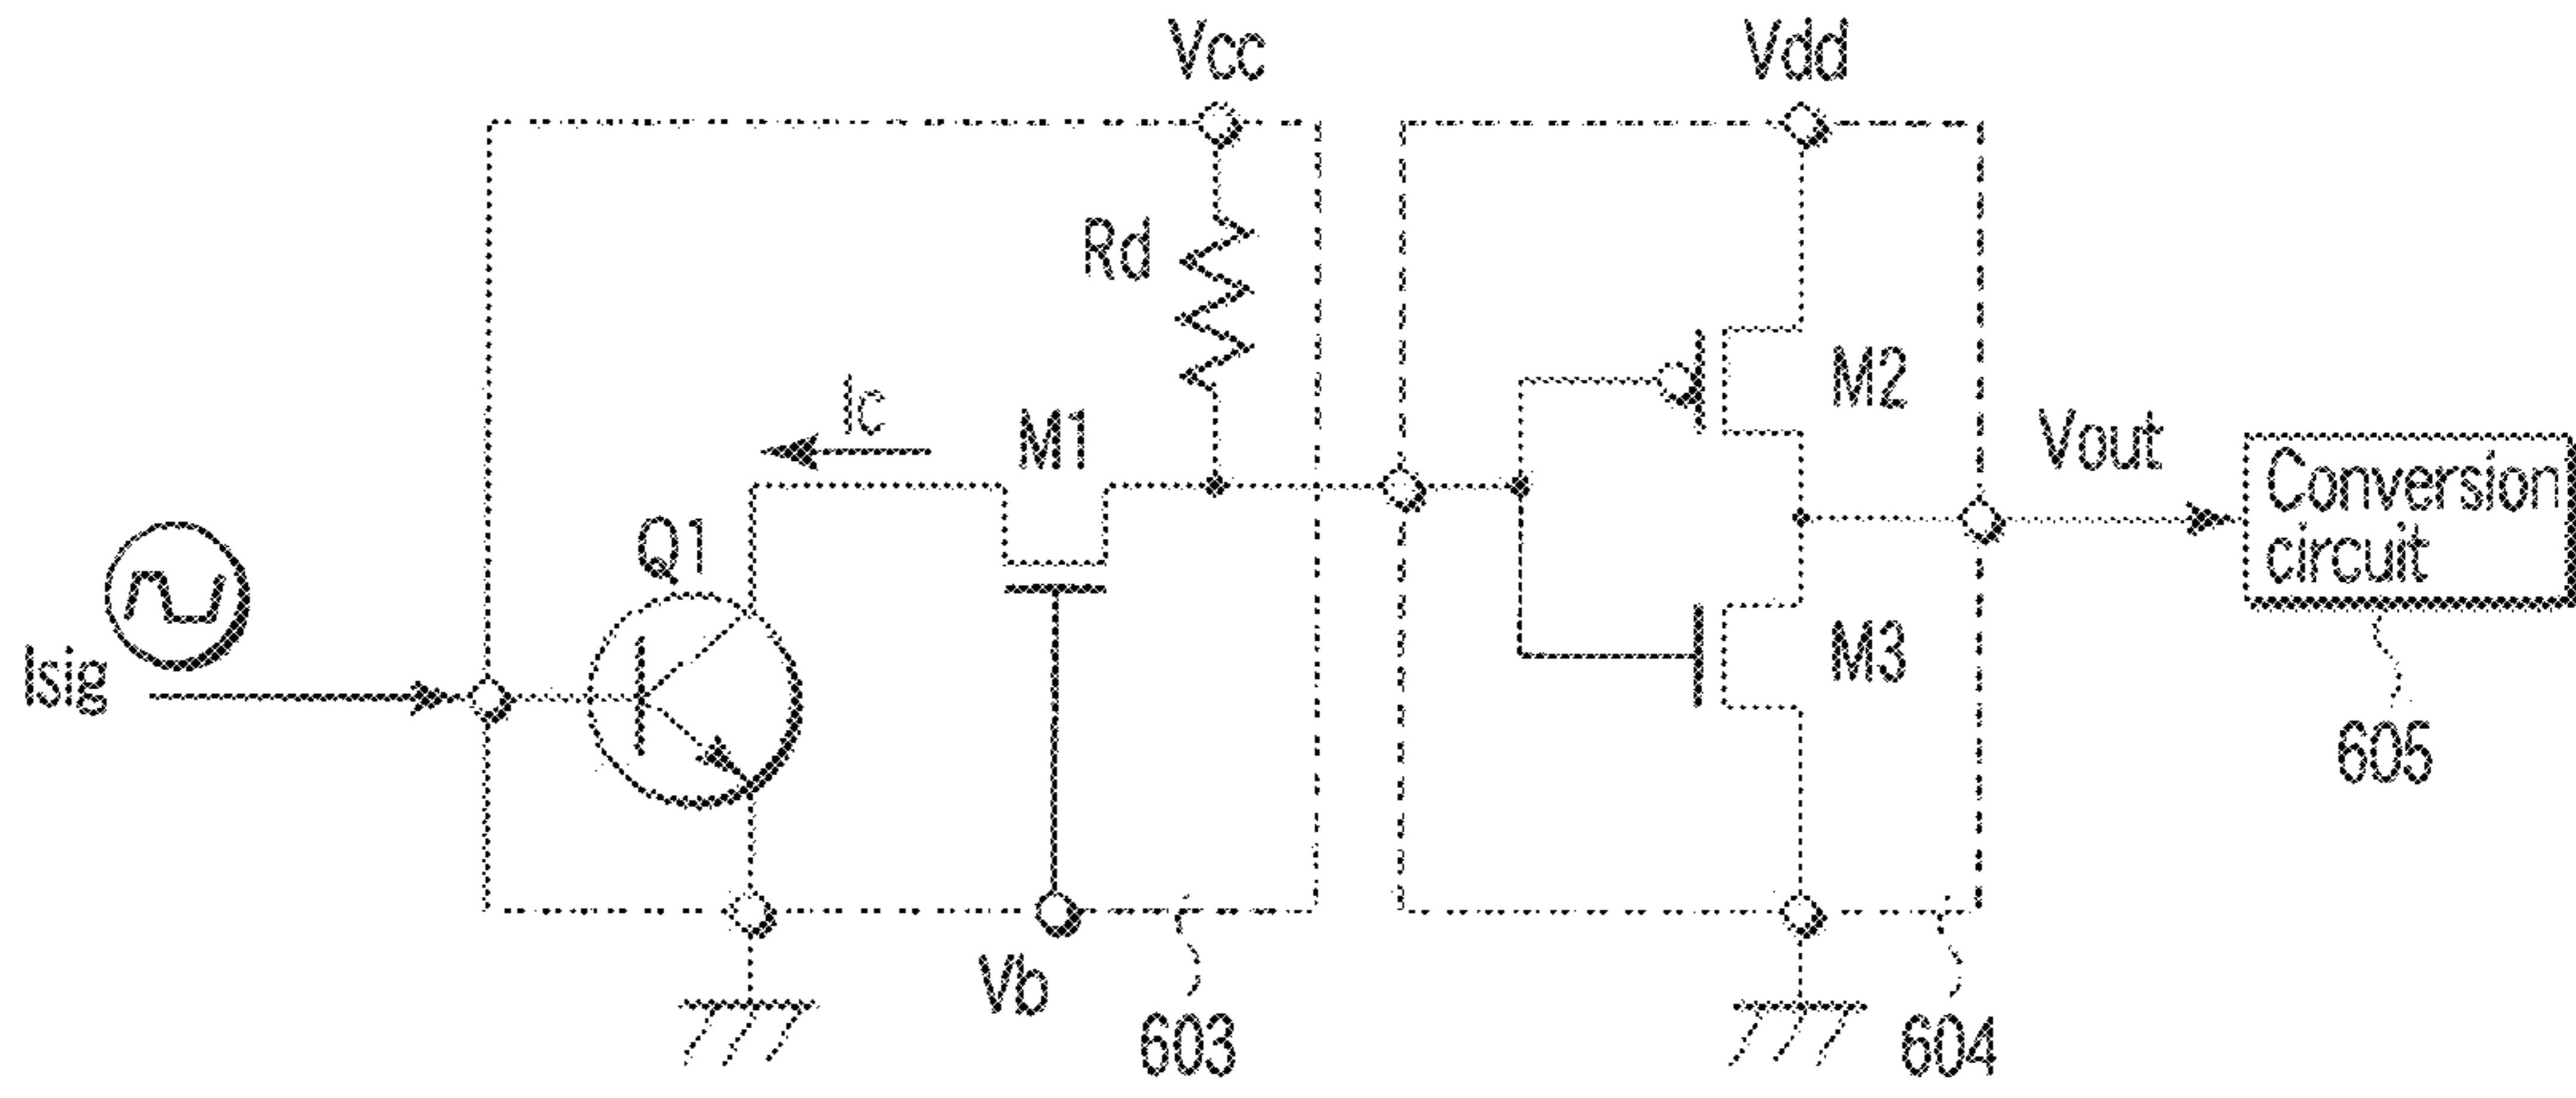 Vcc
Vdd
Rd
Ic
M1
M2
Vout
Conversion
circuit
Q1
Isig
M3
605
Vb
603
604